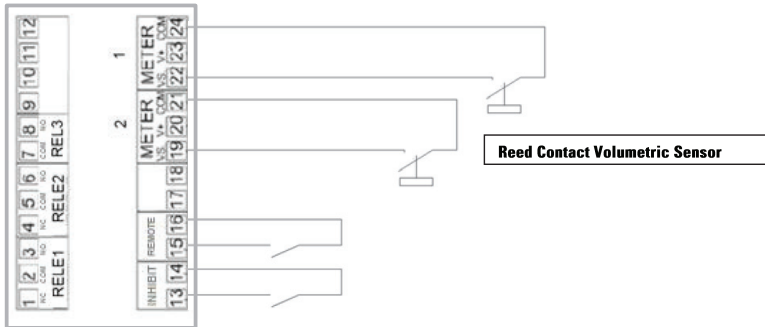 1 2 3 4 5 6 7 8 9 10 11 12
NC COM NO NC COM NO COM NO
RELE1 RELE2 REL3
2 1
INHIBIT REMOTE METER METER
VS. V+ COM VS. V+ COM
13 14 15 16 17 18 19 20 21 22 23 24
Reed Contact Volumetric Sensor